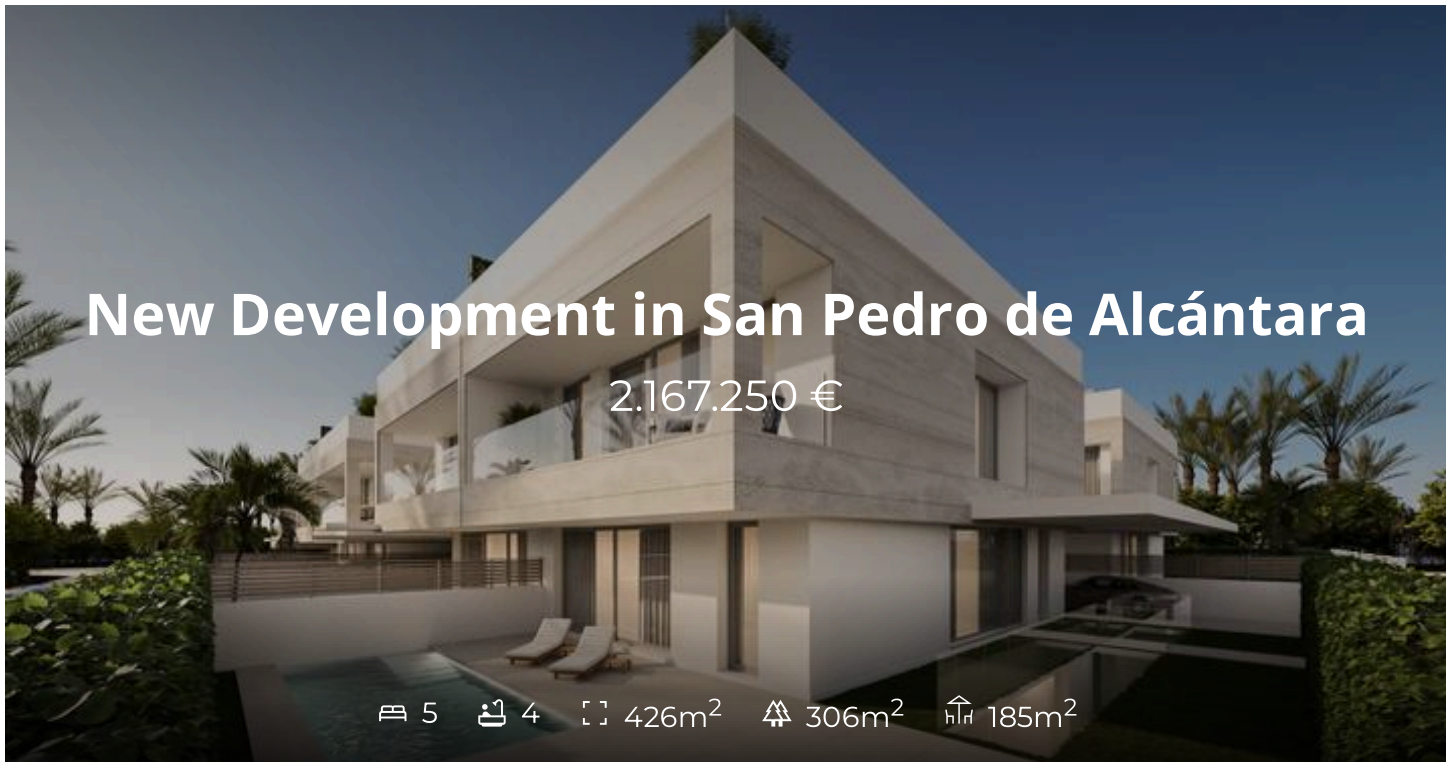 New Development in San Pedro de Alcántara
2.167.250 €
5 4 426m² 306m² 185m²